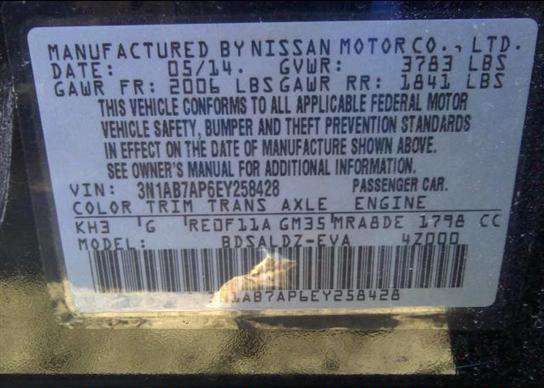 MANUFACTURED BY NISSAN MOTOR CO., LTD.
DATE: 05/14. GVWR: 3783 LBS
GAWR FR: 2006 LBS GAWR RR: 1841 LBS
THIS VEHICLE CONFORMS TO ALL APPLICABLE FEDERAL MOTOR
VEHICLE SAFETY, BUMPER AND THEFT PREVENTION STANDARDS
IN EFFECT ON THE DATE OF MANUFACTURE SHOWN ABOVE.
SEE OWNER'S MANUAL FOR ADDITIONAL INFORMATION.
VIN: 3N1AB7AP6EY258428 PASSENGER CAR.
COLOR TRIM TRANS AXLE ENGINE
KH3 G RE0F11A GM35 MRA8DE 1798 CC
MODEL: BDSALDZ-EVA 4Z000
3N1AB7AP6EY258428